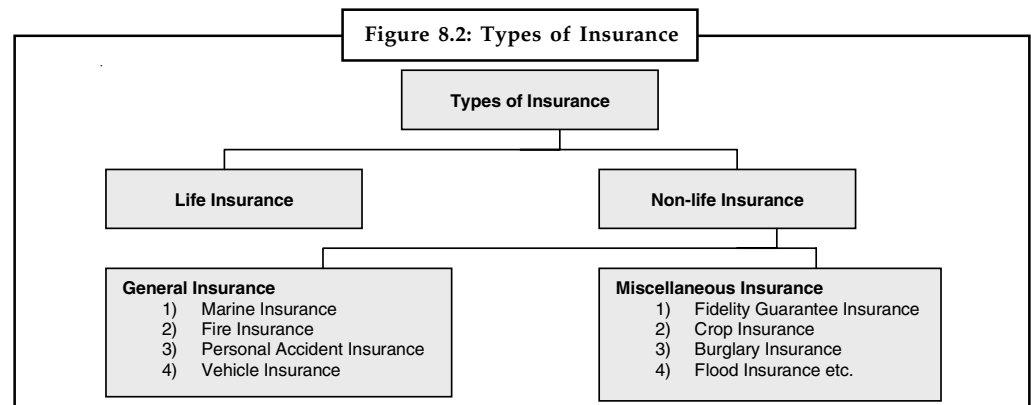 Figure 8.2: Types of Insurance
Types of Insurance
Life Insurance
Non-life Insurance
General Insurance
1) Marine Insurance
2) Fire Insurance
3) Personal Accident Insurance
4) Vehicle Insurance
Miscellaneous Insurance
1) Fidelity Guarantee Insurance
2) Crop Insurance
3) Burglary Insurance
4) Flood Insurance etc.